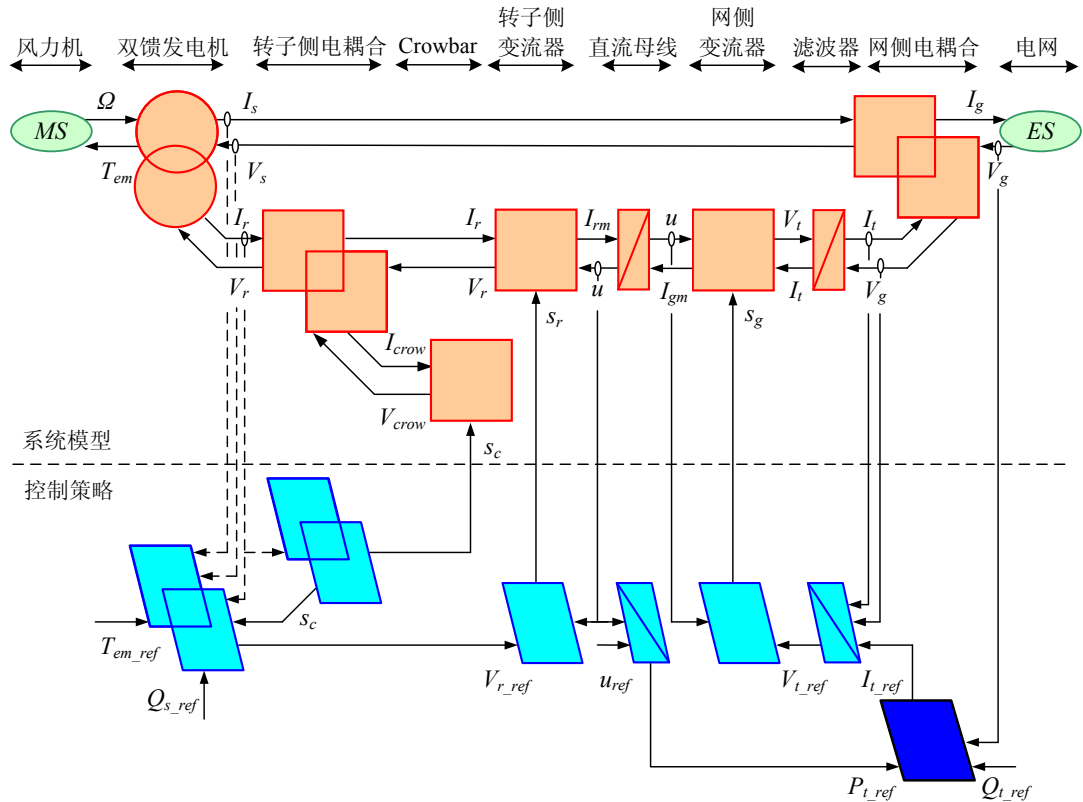 风力机 双馈发电机 转子侧电耦合 Crowbar 转子侧变流器 直流母线 网侧变流器 滤波器 网侧电耦合 电网
Ω I_s I_g
MS ES
T_em V_s V_g
I_r I_r I_rm u V_t I_t
V_r V_r u I_gm I_t V_g
s_r s_g
I_crow
V_crow
系统模型 s_c
控制策略
s_c
T_em_ref V_r_ref u_ref V_t_ref I_t_ref
Q_s_ref
P_t_ref Q_t_ref